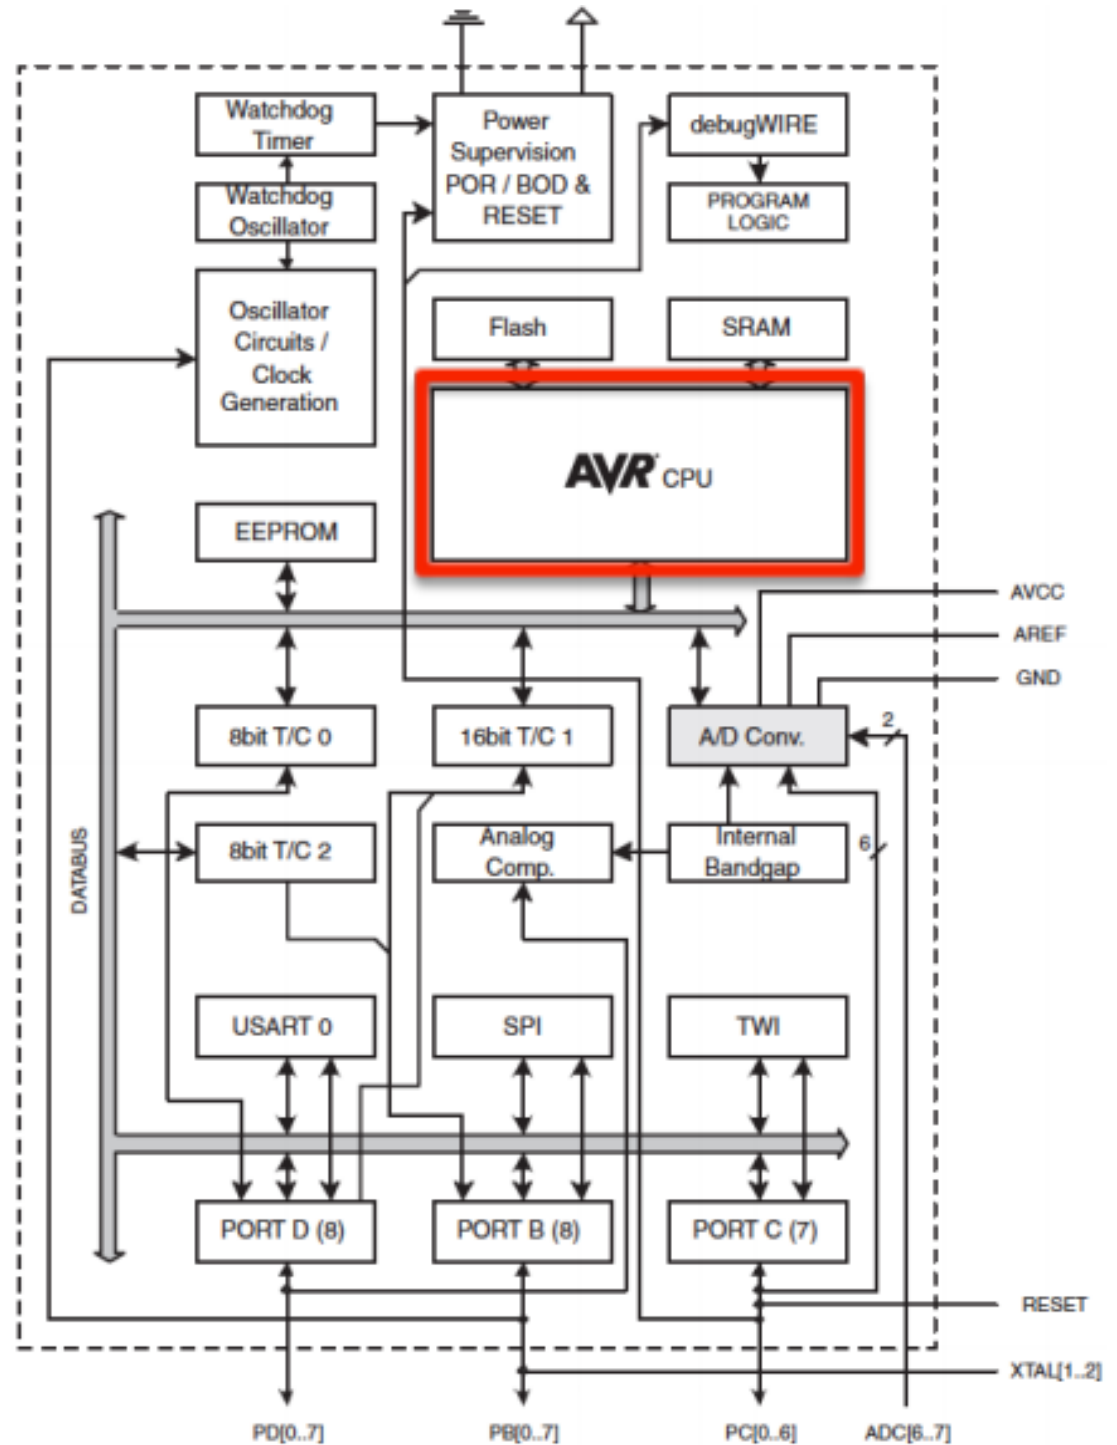 Watchdog
Timer
Power
Supervision
POR / BOD &
RESET
debugWIRE
Watchdog
Oscillator
PROGRAM
LOGIC
Oscillator
Circuits /
Clock
Generation
Flash
SRAM
AVR CPU
EEPROM
AVCC
AREF
GND
8bit T/C 0
16bit T/C 1
A/D Conv.
2
8bit T/C 2
Analog
Comp.
Internal
Bandgap
6
DATABUS
USART 0
SPI
TWI
PORT D (8)
PORT B (8)
PORT C (7)
RESET
XTAL[1..2]
PD[0..7]
PB[0..7]
PC[0..6]
ADC[6..7]